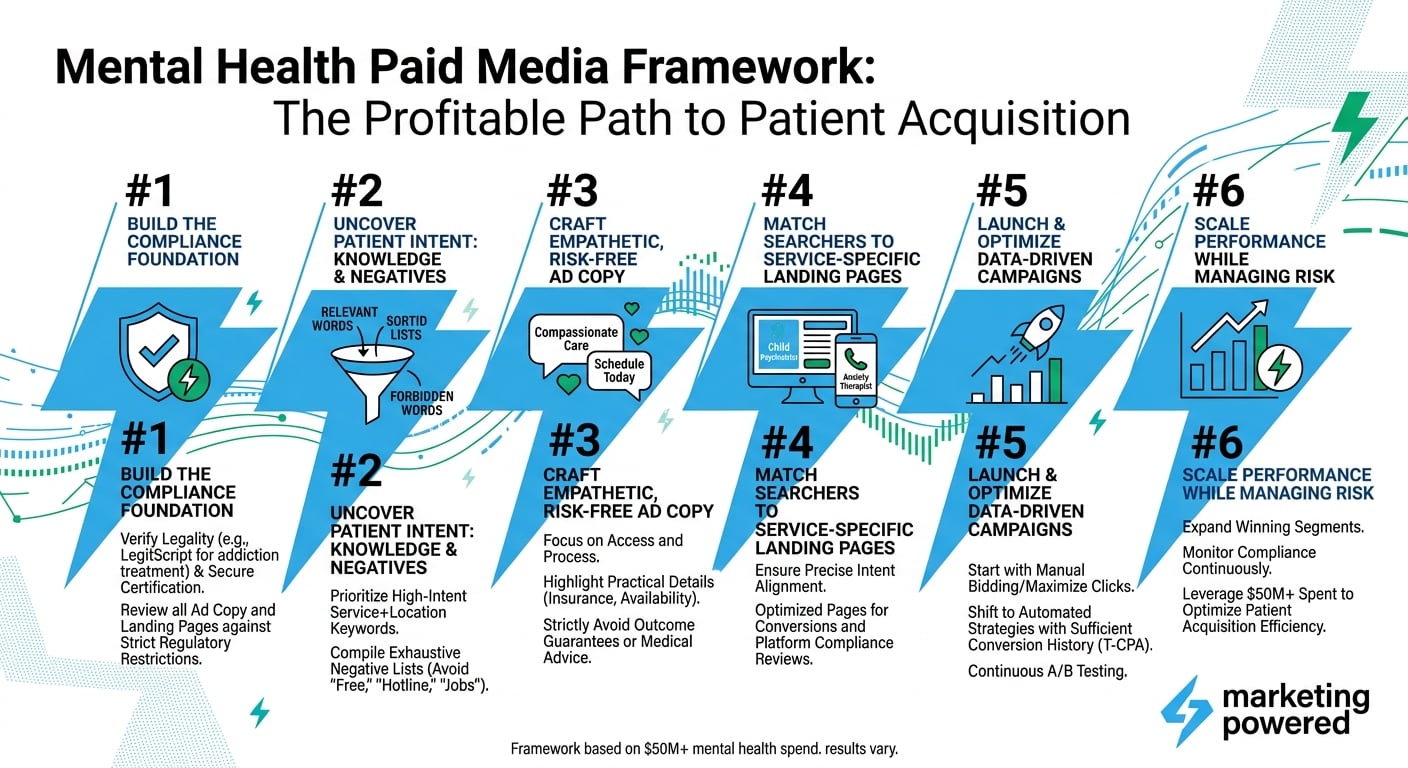 Mental Health Paid Media Framework:
The Profitable Path to Patient Acquisition
#1
BUILD THE
COMPLIANCE
FOUNDATION
#2
UNCOVER
PATIENT INTENT:
KNOWLEDGE
& NEGATIVES
#3
CRAFT
EMPATHETIC,
RISK-FREE
AD COPY
#4
MATCH
SEARCHERS TO
SERVICE-SPECIFIC
LANDING PAGES
#5
LAUNCH &
OPTIMIZE
DATA-DRIVEN
CAMPAIGNS
#6
SCALE
PERFORMANCE
WHILE
MANAGING RISK
RELEVANT
WORDS
SORTID
LISTS
FORBIDDEN
WORDS
Compassionate
Care
Schedule
Today
Child
Psychiatrist
Anxiety
Therapist
#1
BUILD THE
COMPLIANCE
FOUNDATION
Verify Legality (e.g.,
LegitScript for addiction
treatment) & Secure
Certification.
Review all Ad Copy and
Landing Pages against
Strict Regulatory
Restrictions.
#2
UNCOVER
PATIENT INTENT:
KNOWLEDGE &
NEGATIVES
Prioritize High-Intent
Service+Location
Keywords.
Compile Exhaustive
Negative Lists (Avoid
"Free," "Hotline," "Jobs").
#3
CRAFT
EMPATHETIC,
RISK-FREE AD COPY
Focus on Access and
Process.
Highlight Practical Details
(Insurance, Availability).
Strictly Avoid Outcome
Guarantees or Medical
Advice.
#4
MATCH
SEARCHERS
TO
SERVICE-SPECIFIC
LANDING PAGES
Ensure Precise Intent
Alignment.
Optimized Pages for
Conversions and
Platform Compliance
Reviews.
#5
LAUNCH &
OPTIMIZE
DATA-DRIVEN
CAMPAIGNS
Start with Manual
Bidding/Maximize Clicks.
Shift to Automated
Strategies with Sufficient
Conversion History (T-CPA).
Continuous A/B Testing.
#6
SCALE PERFORMANCE
WHILE MANAGING RISK
Expand Winning Segments.
Monitor Compliance
Continuously.
Leverage $50M+ Spent to
Optimize Patient
Acquisition Efficiency.
marketing
powered
Framework based on $50M+ mental health spend. results vary.